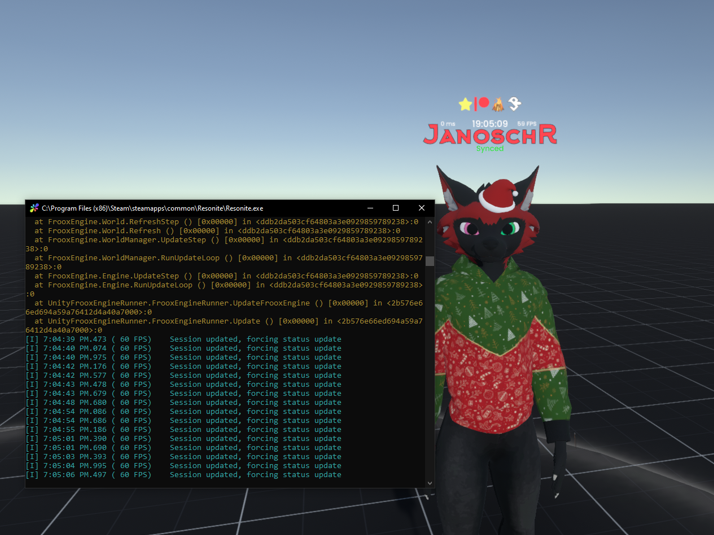 0 ms 19:05:09 59 FPS
JANOSCHR
Synced
C:\Program Files (x86)\Steam\steamapps\common\Resonite\Resonite.exe
at FrooxEngine.World.RefreshStep () [0x00000] in <ddb2da503cf64803a3e0929859789238>:0
at FrooxEngine.World.Refresh () [0x00000] in <ddb2da503cf64803a3e0929859789238>:0
at FrooxEngine.WorldManager.UpdateStep () [0x00000] in <ddb2da503cf64803a3e09298597892
38>:0
at FrooxEngine.WorldManager.RunUpdateLoop () [0x00000] in <ddb2da503cf64803a3e09298597
89238>:0
at FrooxEngine.Engine.UpdateStep () [0x00000] in <ddb2da503cf64803a3e0929859789238>:0
at FrooxEngine.Engine.RunUpdateLoop () [0x00000] in <ddb2da503cf64803a3e0929859789238>
:0
at UnityFrooxEngineRunner.FrooxEngineRunner.UpdateFrooxEngine () [0x00000] in <2b576e6
6ed694a59a76412d4a40a7000>:0
at UnityFrooxEngineRunner.FrooxEngineRunner.Update () [0x00000] in <2b576e66ed694a59a7
6412d4a40a7000>:0
[I] 7:04:39 PM.473 ( 60 FPS) Session updated, forcing status update
[I] 7:04:40 PM.074 ( 60 FPS) Session updated, forcing status update
[I] 7:04:40 PM.975 ( 60 FPS) Session updated, forcing status update
[I] 7:04:42 PM.176 ( 60 FPS) Session updated, forcing status update
[I] 7:04:42 PM.577 ( 60 FPS) Session updated, forcing status update
[I] 7:04:43 PM.478 ( 60 FPS) Session updated, forcing status update
[I] 7:04:43 PM.679 ( 60 FPS) Session updated, forcing status update
[I] 7:04:48 PM.680 ( 60 FPS) Session updated, forcing status update
[I] 7:04:54 PM.086 ( 60 FPS) Session updated, forcing status update
[I] 7:04:54 PM.686 ( 60 FPS) Session updated, forcing status update
[I] 7:04:55 PM.186 ( 60 FPS) Session updated, forcing status update
[I] 7:05:01 PM.390 ( 60 FPS) Session updated, forcing status update
[I] 7:05:01 PM.690 ( 60 FPS) Session updated, forcing status update
[I] 7:05:03 PM.393 ( 60 FPS) Session updated, forcing status update
[I] 7:05:04 PM.995 ( 60 FPS) Session updated, forcing status update
[I] 7:05:06 PM.497 ( 60 FPS) Session updated, forcing status update